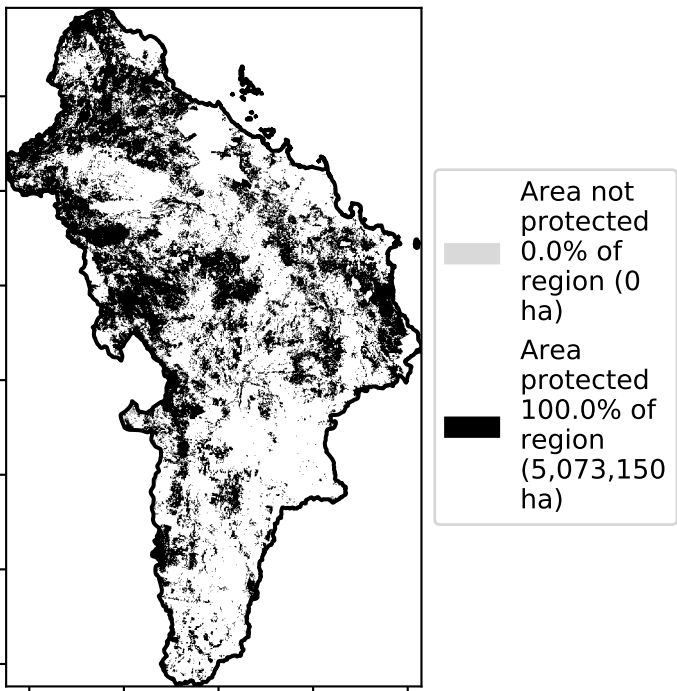 Area not
protected
0.0% of
region (0
ha)
Area
protected
100.0% of
region
(5,073,150
ha)